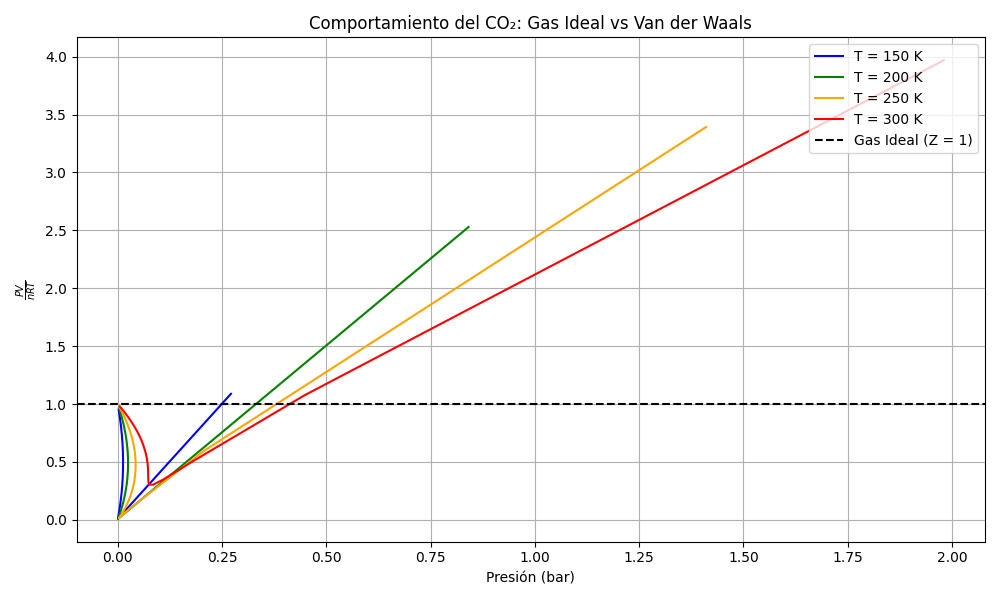 Comportamiento del CO₂: Gas Ideal vs Van der Waals
T = 150 K
T = 200 K
T = 250 K
T = 300 K
Gas Ideal (Z = 1)
4.0
3.5
3.0
2.5
2.0
1.5
1.0
0.5
0.0
PV
nRT
0.00 0.25 0.50 0.75 1.00 1.25 1.50 1.75 2.00
Presión (bar)